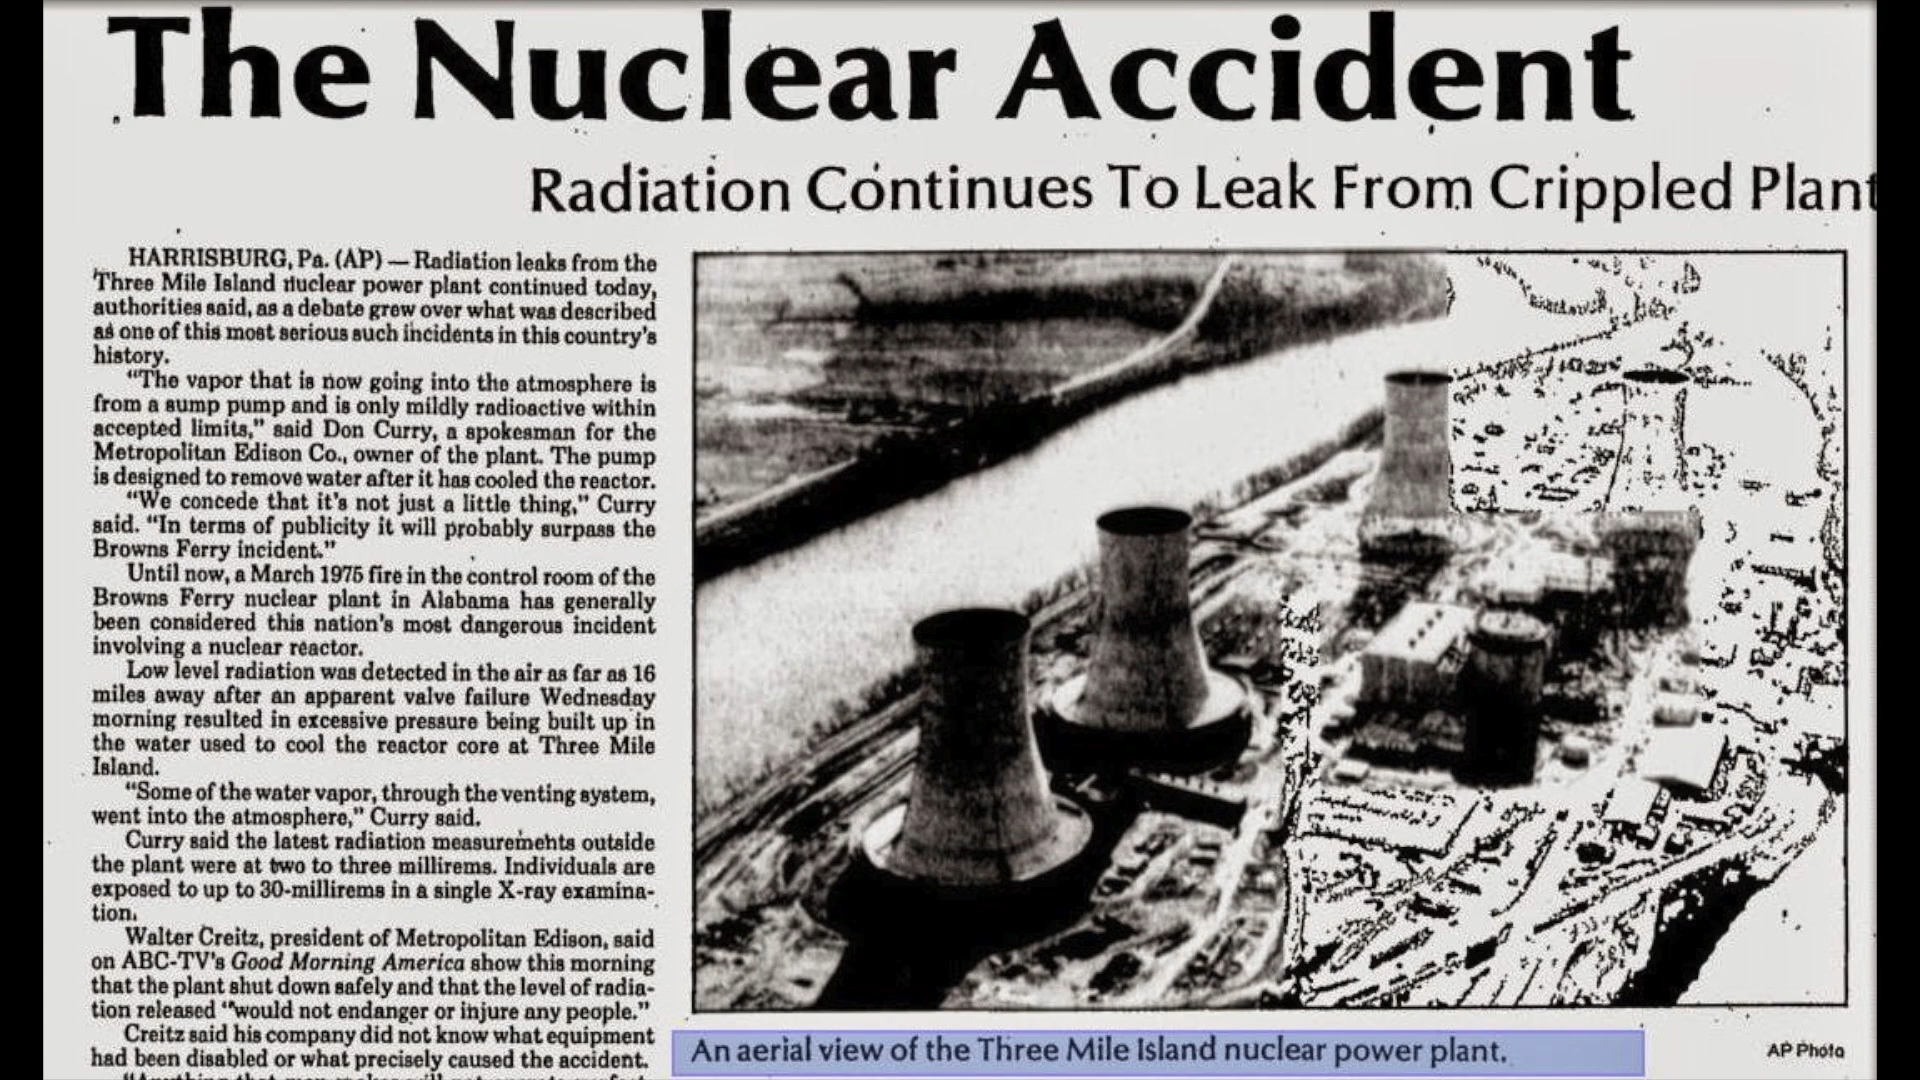 The Nuclear Accident
Radiation Continues To Leak From Crippled Plant
HARRISBURG, Pa. (AP) — Radiation leaks from the
Three Mile Island nuclear power plant continued today,
authorities said, as a debate grew over what was described
as one of this most serious such incidents in this country's
history.
"The vapor that is now going into the atmosphere is
from a sump pump and is only mildly radioactive within
accepted limits," said Don Curry, a spokesman for the
Metropolitan Edison Co., owner of the plant. The pump
is designed to remove water after it has cooled the reactor.
"We concede that it's not just a little thing," Curry
said. "In terms of publicity it will probably surpass the
Browns Ferry incident."
Until now, a March 1975 fire in the control room of the
Browns Ferry nuclear plant in Alabama has generally
been considered this nation's most dangerous incident
involving a nuclear reactor.
Low level radiation was detected in the air as far as 16
miles away after an apparent valve failure Wednesday
morning resulted in excessive pressure being built up in
the water used to cool the reactor core at Three Mile
Island.
"Some of the water vapor, through the venting system,
went into the atmosphere," Curry said.
Curry said the latest radiation measurements outside
the plant were at two to three millirems. Individuals are
exposed to up to 30-millirems in a single X-ray examina-
tion.
Walter Creitz, president of Metropolitan Edison, said
on ABC-TV's Good Morning America show this morning
that the plant shut down safely and that the level of radia-
tion released "would not endanger or injure any people."
Creitz said his company did not know what equipment
had been disabled or what precisely caused the accident.
An aerial view of the Three Mile Island nuclear power plant.
AP Photo